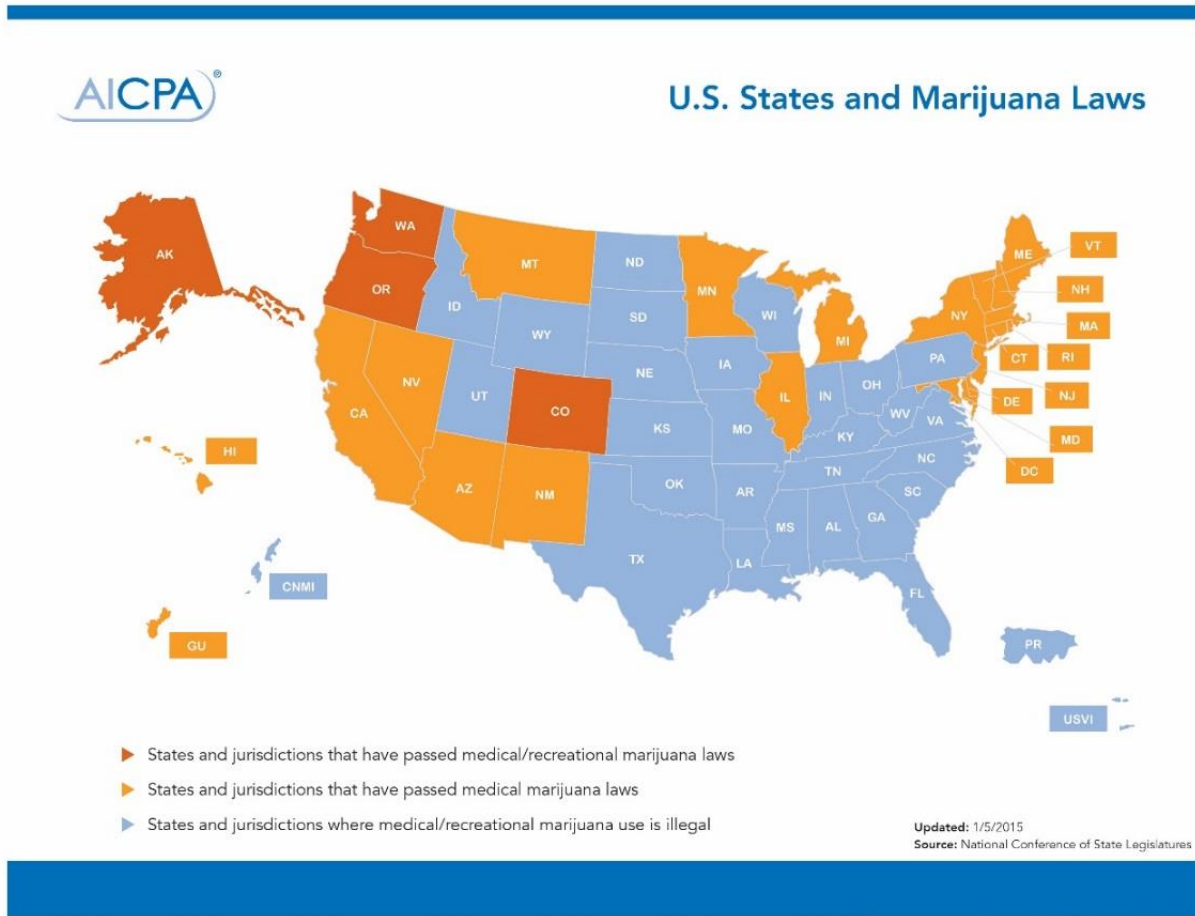 AICPA®
U.S. States and Marijuana Laws
AK
WA
OR
MT
ID
ND
MN
SD
WY
WI
MI
NY
ME
VT
NH
MA
RI
CT
NJ
DE
MD
DC
PA
NV
UT
CA
CO
NE
IA
IL
IN
OH
WV
VA
KS
MO
KY
NC
TN
AZ
NM
OK
AR
SC
MS
AL
GA
TX
LA
FL
HI
CNMI
GU
PR
USVI
States and jurisdictions that have passed medical/recreational marijuana laws
States and jurisdictions that have passed medical marijuana laws
States and jurisdictions where medical/recreational marijuana use is illegal
Updated: 1/5/2015
Source: National Conference of State Legislatures